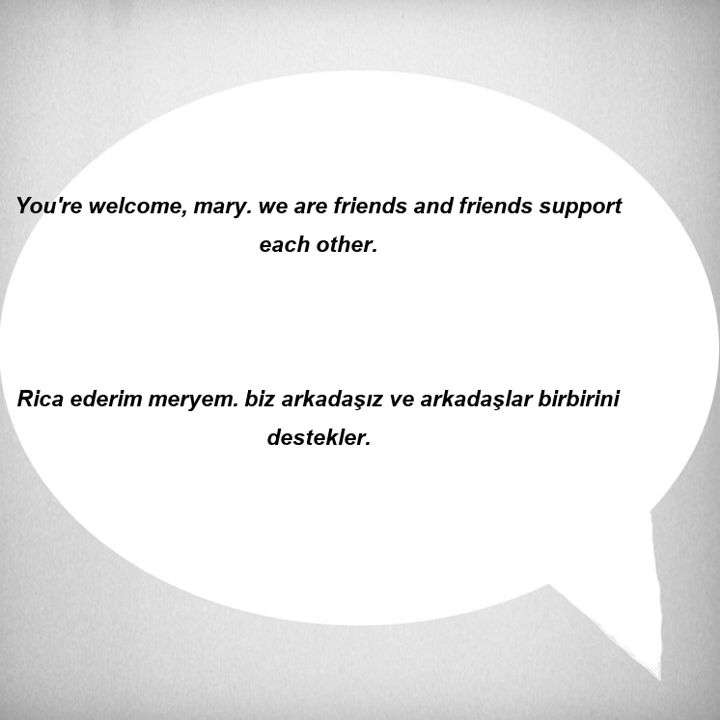 You're welcome, mary. we are friends and friends support
each other.
Rica ederim meryem. biz arkadaşız ve arkadaşlar birbirini
destekler.